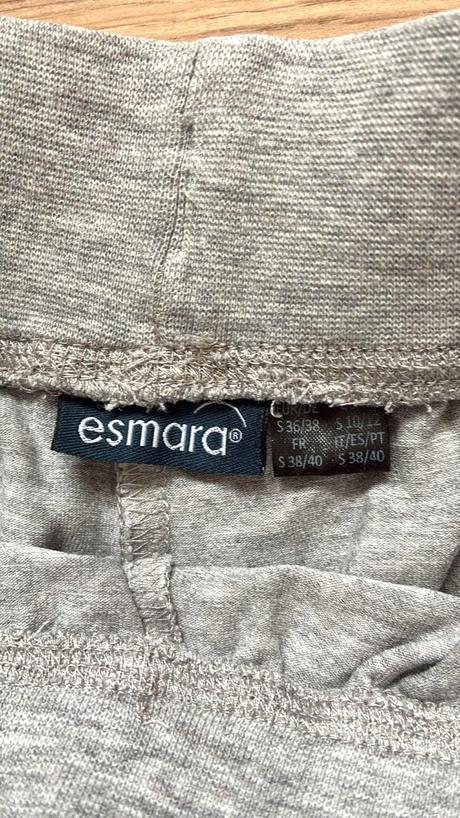 esmara®
EUR/DE
S 36/38 S 10/12
FR IT/ES/PT
S 38/40 S 38/40